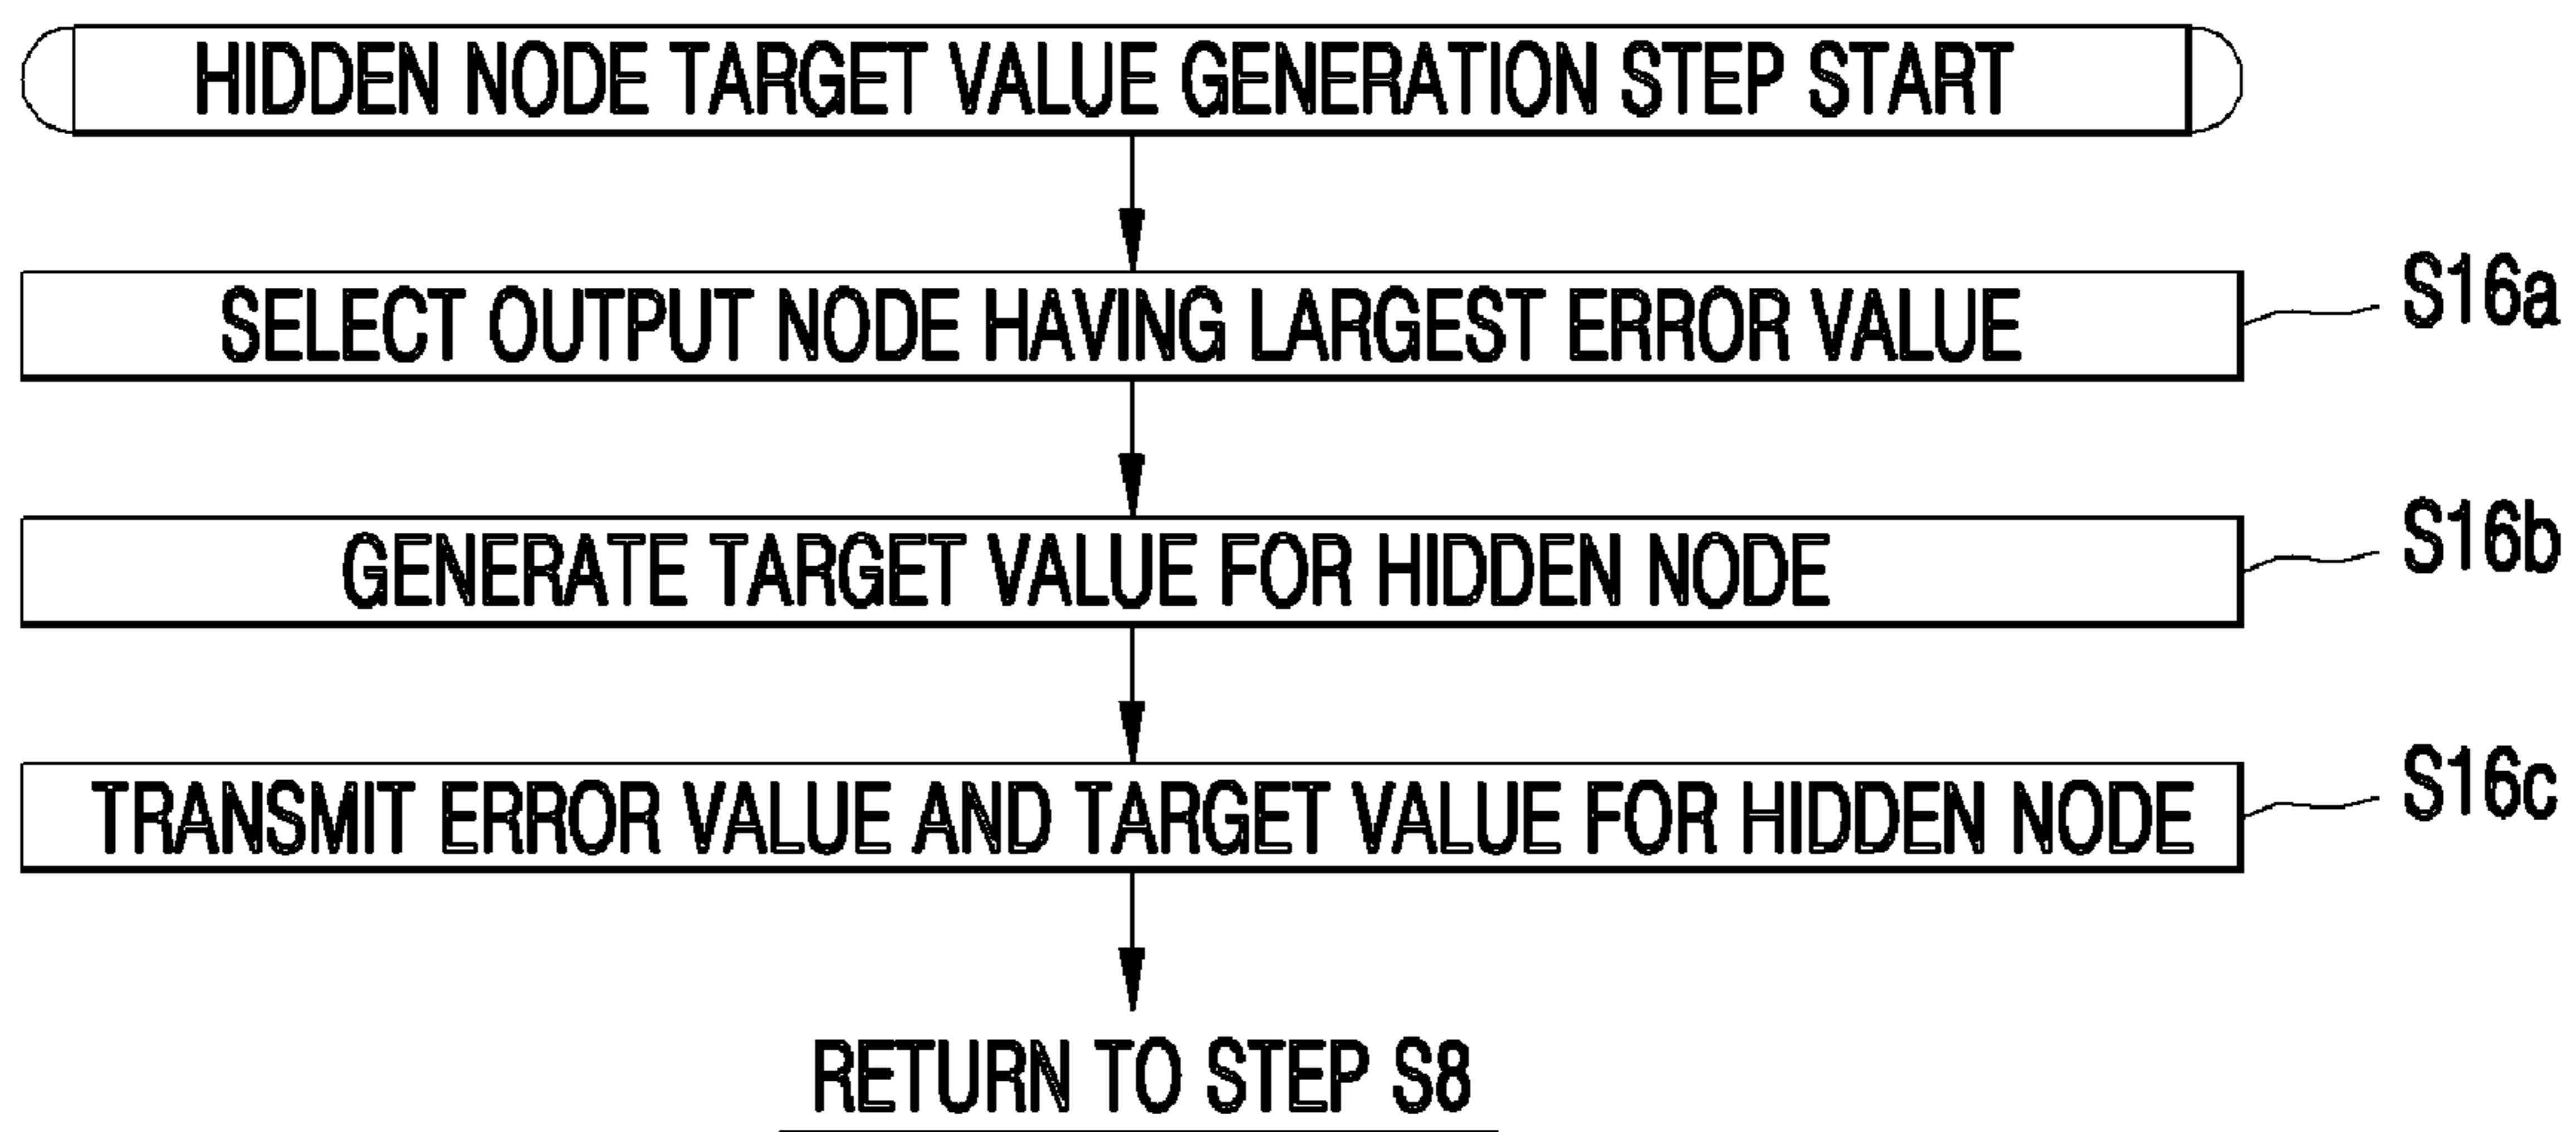 HIDDEN NODE TARGET VALUE GENERATION STEP START
SELECT OUTPUT NODE HAVING LARGEST ERROR VALUE
S16a
GENERATE TARGET VALUE FOR HIDDEN NODE
S16b
TRANSMIT ERROR VALUE AND TARGET VALUE FOR HIDDEN NODE
S16c
RETURN TO STEP S8